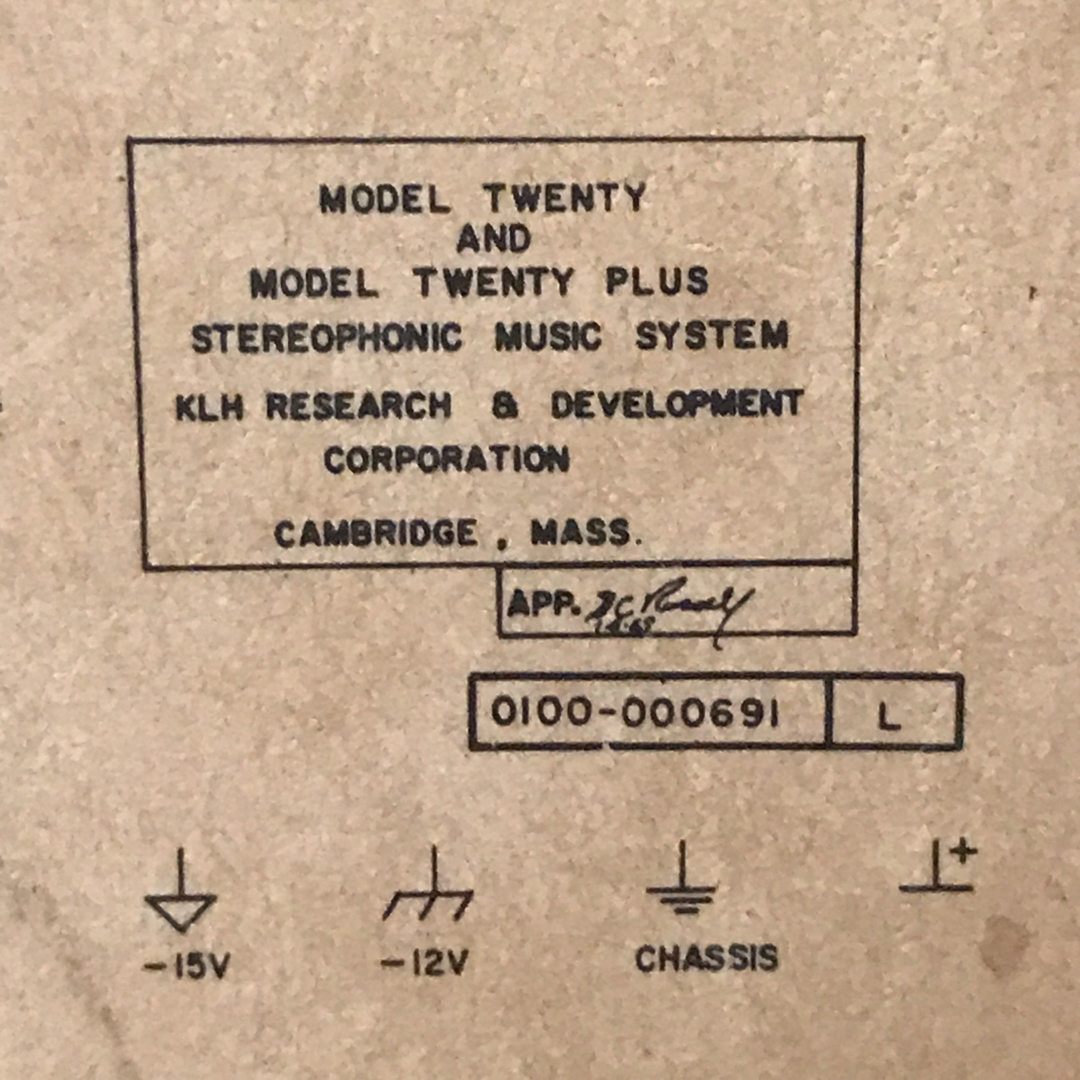 MODEL TWENTY
AND
MODEL TWENTY PLUS
STEREOPHONIC MUSIC SYSTEM
KLH RESEARCH & DEVELOPMENT
CORPORATION
CAMBRIDGE, MASS.
APP.
0100-000691 L
+
-15V -12V CHASSIS